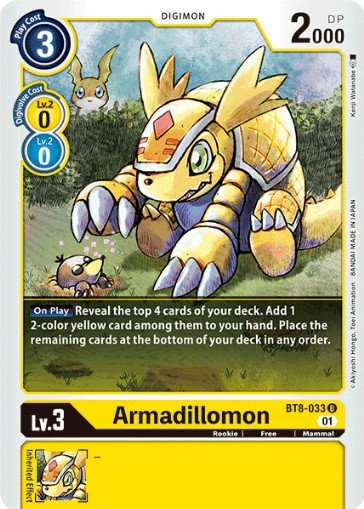 DIGIMON
Play Cost
3
2000
DP
Digivolve Cost
Lv.2
0
Lv.2
0
Kenji Watanabe
On Play Reveal the top 4 cards of your deck. Add 1
2-color yellow card among them to your hand. Place the
remaining cards at the bottom of your deck in any order.
© Akiyoshi Hongo, Toei Animation BANDAI MADE IN JAPAN
Lv.3
Armadillomon
BT8-033 U
01
Rookie | Free | Mammal
Inherited Effect
–